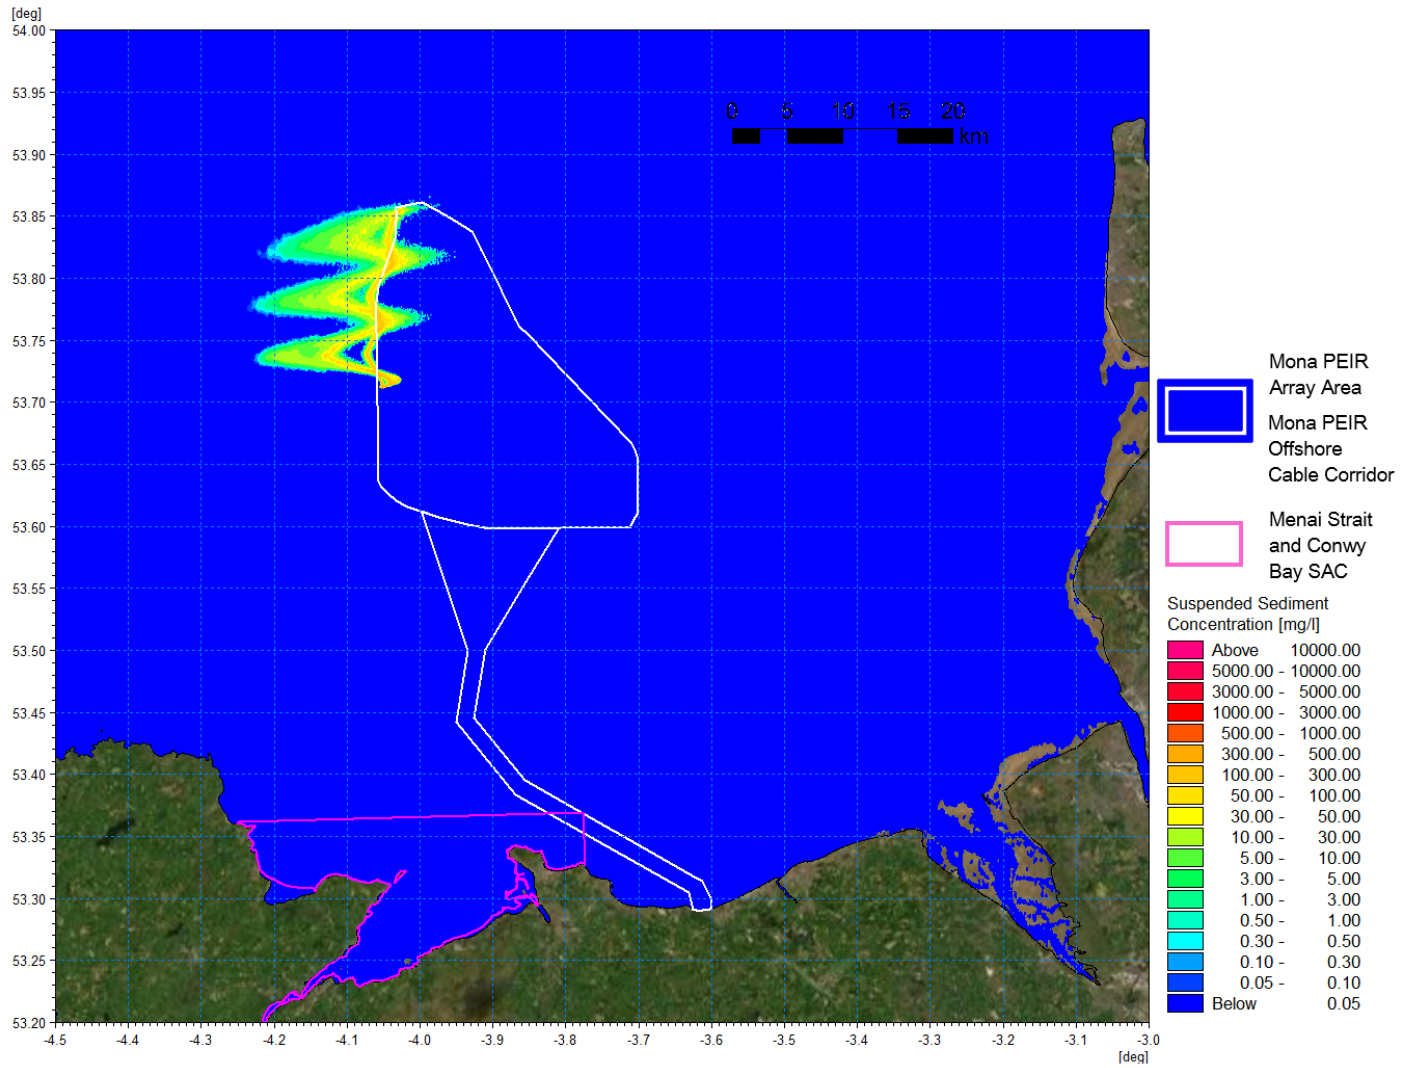 [deg]
54.00
53.95
53.90
53.85
53.80
53.75
53.70
53.65
53.60
53.55
53.50
53.45
53.40
53.35
53.30
53.25
53.20
-4.5 -4.4 -4.3 -4.2 -4.1 -4.0 -3.9 -3.8 -3.7 -3.6 -3.5 -3.4 -3.3 -3.2 -3.1 -3.0
[deg]
0 5 10 15 20
km
Mona PEIR
Array Area
Mona PEIR
Offshore
Cable Corridor
Menai Strait
and Conwy
Bay SAC
Suspended Sediment
Concentration [mg/l]
Above 10000.00
5000.00 - 10000.00
3000.00 - 5000.00
1000.00 - 3000.00
500.00 - 1000.00
300.00 - 500.00
100.00 - 300.00
50.00 - 100.00
30.00 - 50.00
10.00 - 30.00
5.00 - 10.00
3.00 - 5.00
1.00 - 3.00
0.50 - 1.00
0.30 - 0.50
0.10 - 0.30
0.05 - 0.10
Below 0.05